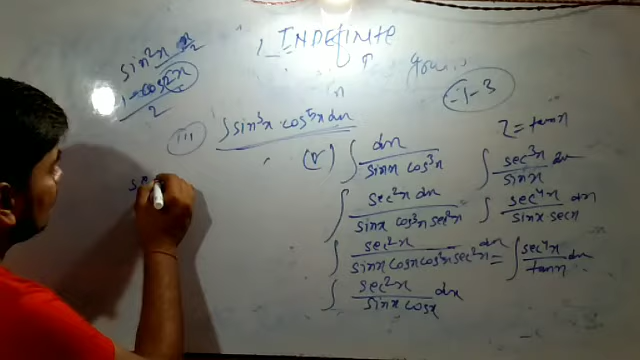 INDEFINITE
sin²x
1-cos2x / 2
-1-3
III) ∫sin³x·cos⁵x dx
(v) ∫ dx / sinx cos³x
z = tanx
∫ sec³x / sinx dx
∫ sec²x dx / sinx cos³x sec²x
∫ sec⁴x / sinx secx dx
∫ sec²x / sinx cosx cos²x sec²x dx = ∫ sec⁴x / tanx dx
∫ sec²x / sinx cosx dx